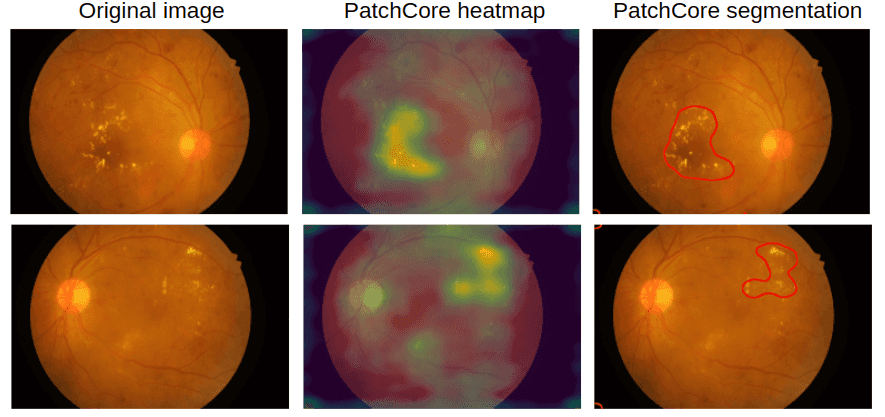 Original image
PatchCore heatmap
PatchCore segmentation